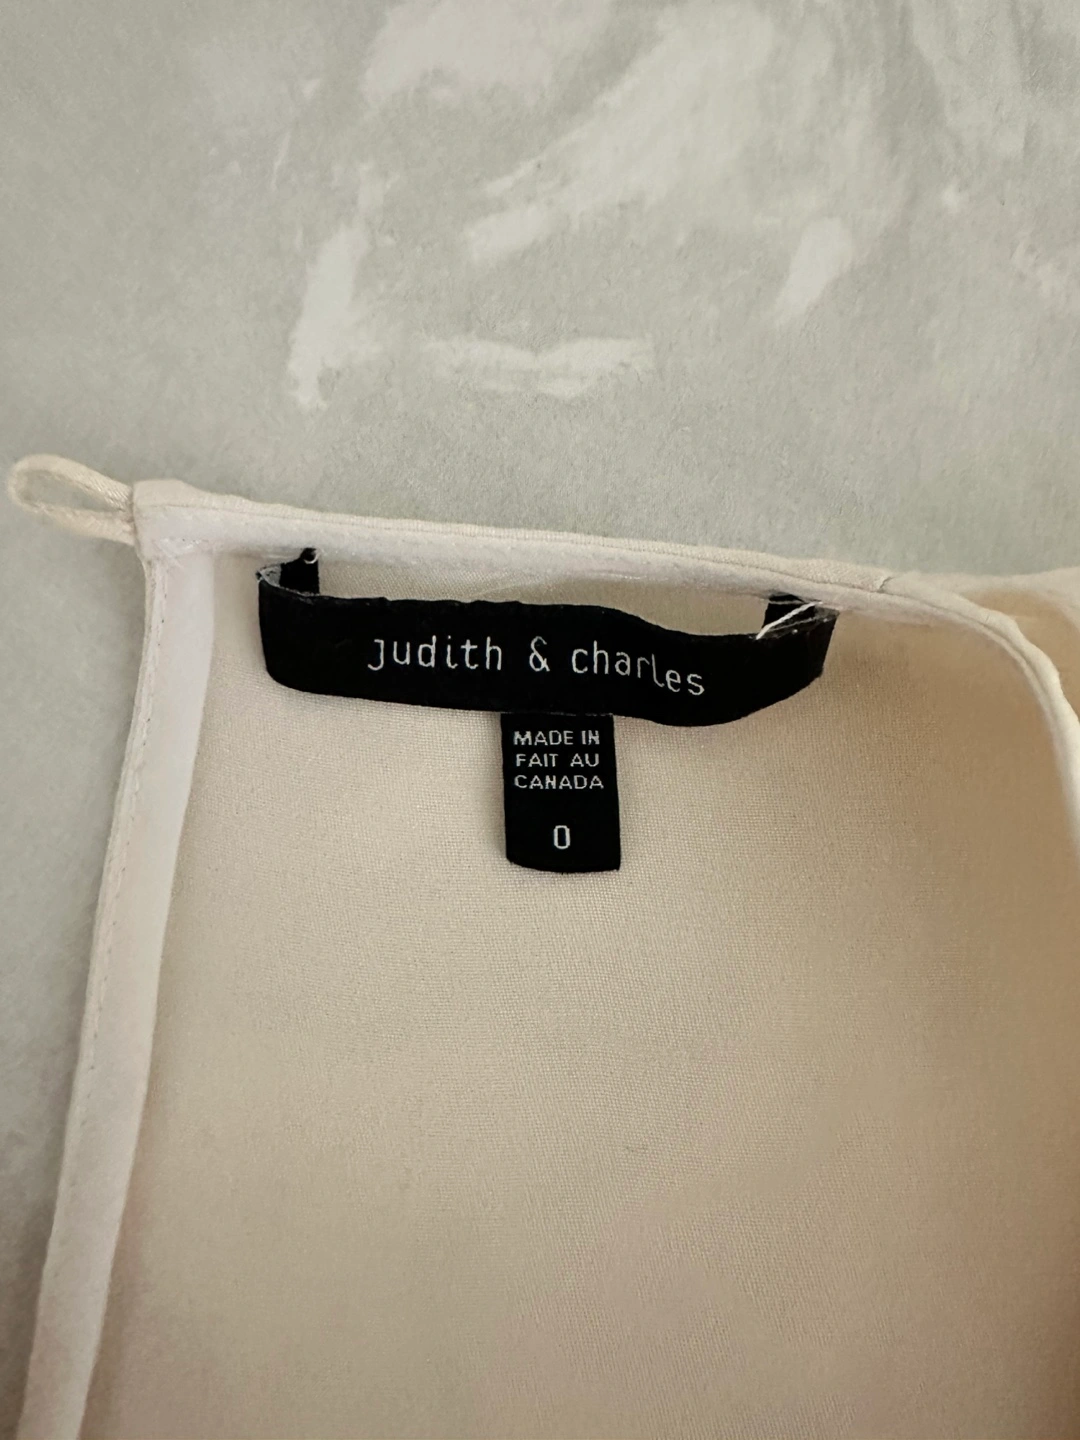 judith & charles
MADE IN
FAIT AU
CANADA
0